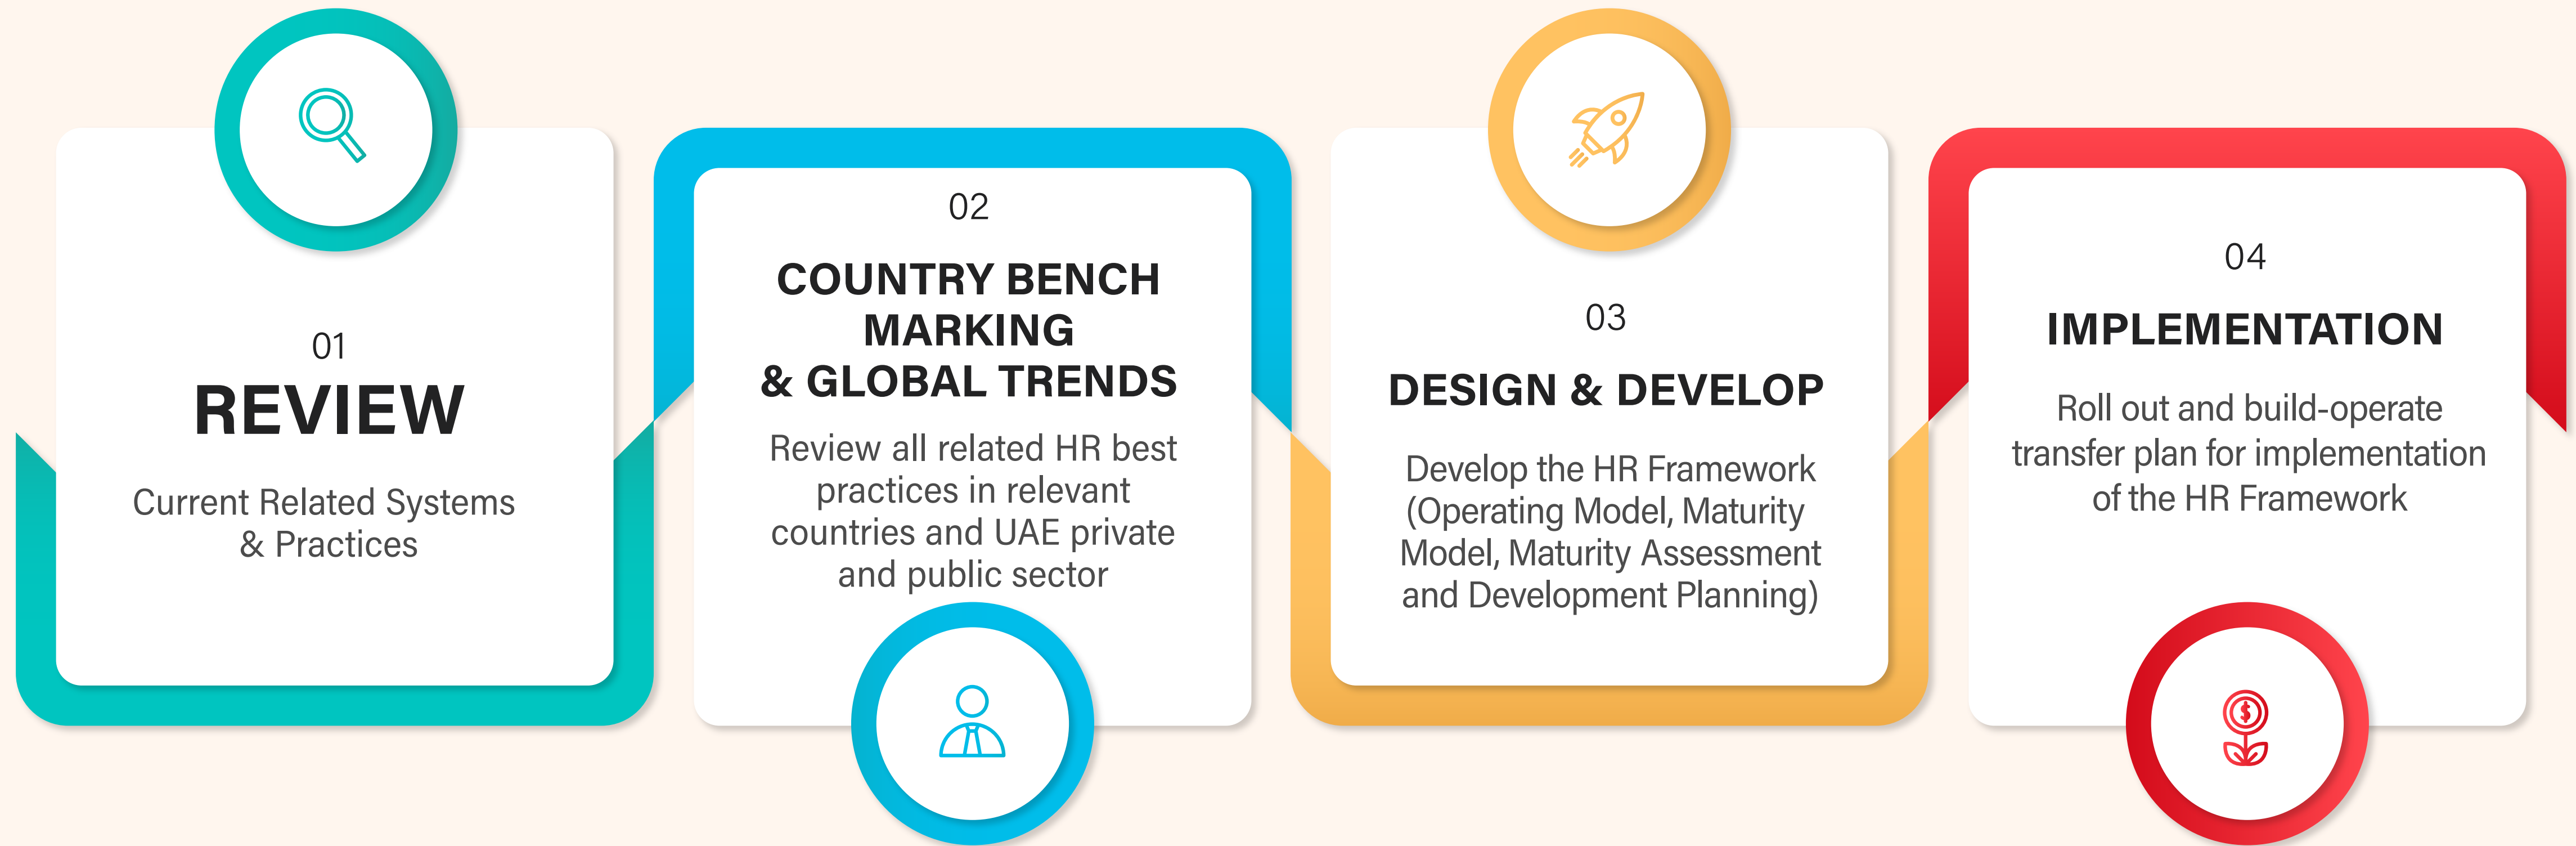 01
REVIEW
Current Related Systems
& Practices
02
COUNTRY BENCH
MARKING
& GLOBAL TRENDS
Review all related HR best
practices in relevant
countries and UAE private
and public sector
03
DESIGN & DEVELOP
Develop the HR Framework
(Operating Model, Maturity
Model, Maturity Assessment
and Development Planning)
04
IMPLEMENTATION
Roll out and build-operate
transfer plan for implementation
of the HR Framework
$